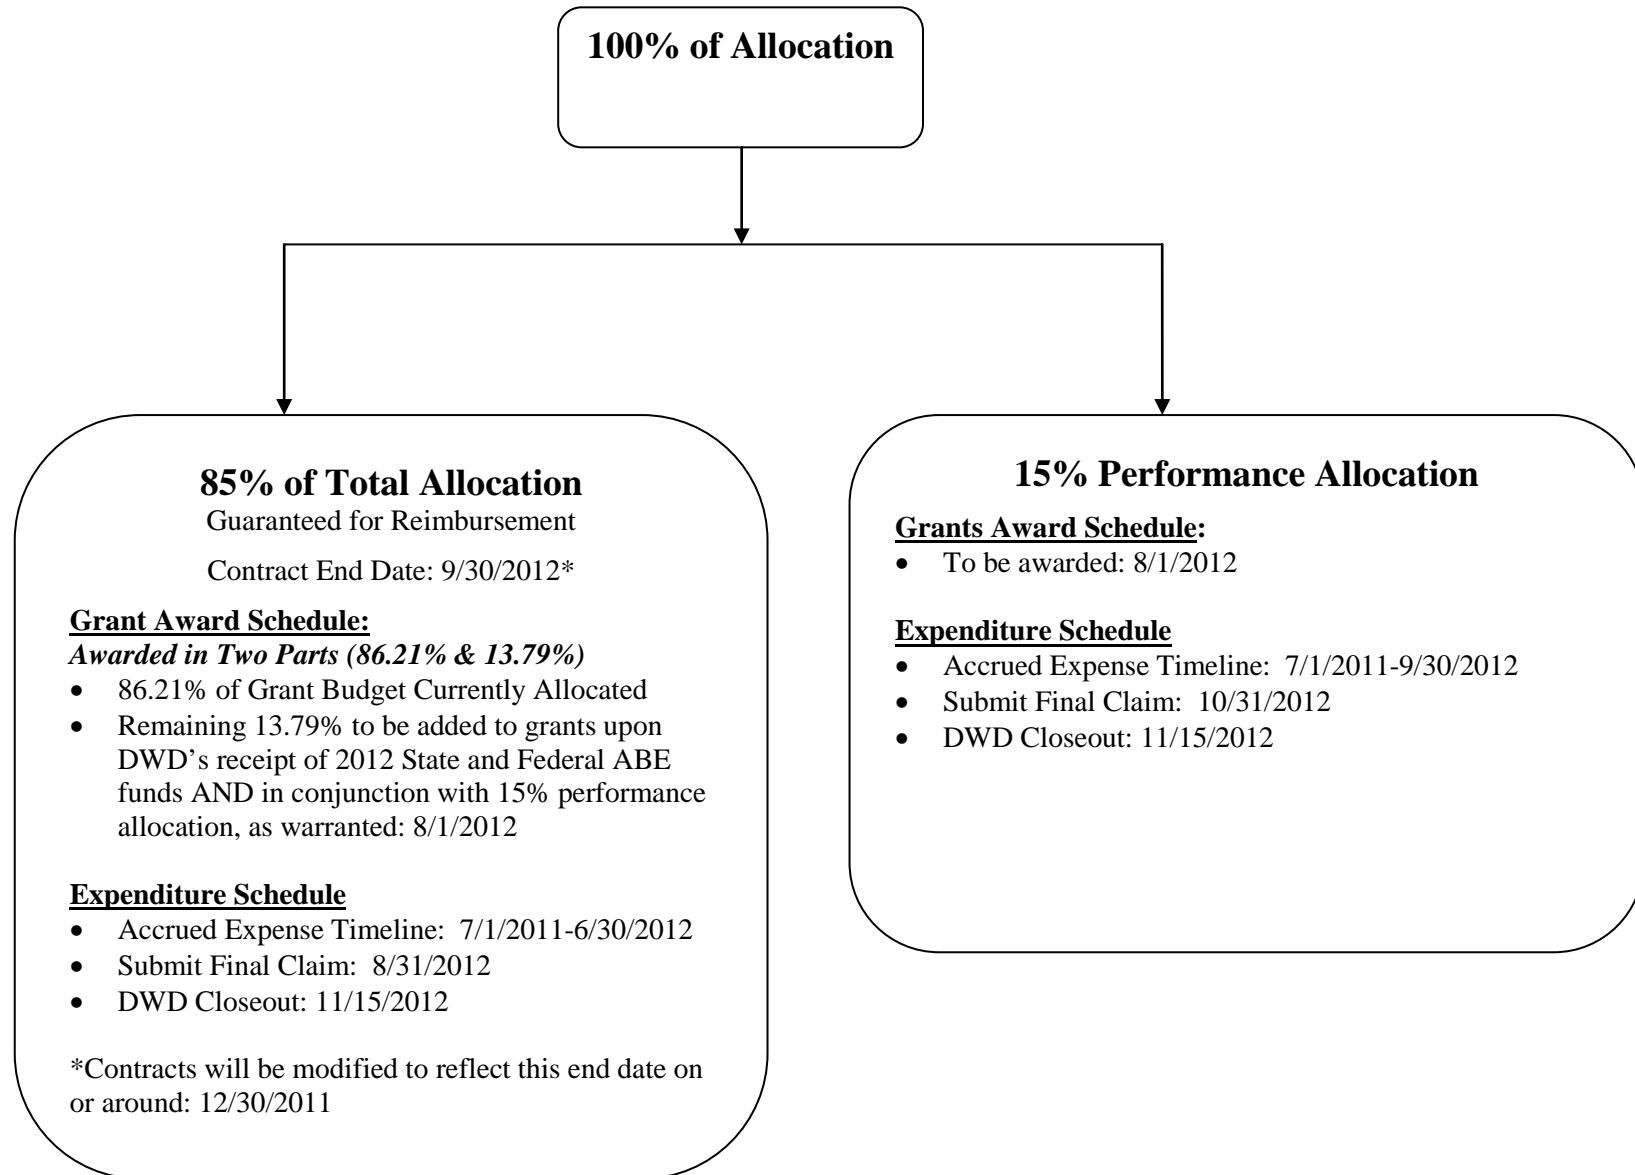 100% of Allocation
85% of Total Allocation
Guaranteed for Reimbursement
Contract End Date: 9/30/2012*
Grant Award Schedule:
Awarded in Two Parts (86.21% & 13.79%)
• 86.21% of Grant Budget Currently Allocated
• Remaining 13.79% to be added to grants upon
DWD’s receipt of 2012 State and Federal ABE
funds AND in conjunction with 15% performance
allocation, as warranted: 8/1/2012
Expenditure Schedule
• Accrued Expense Timeline: 7/1/2011-6/30/2012
• Submit Final Claim: 8/31/2012
• DWD Closeout: 11/15/2012
*Contracts will be modified to reflect this end date on
or around: 12/30/2011
15% Performance Allocation
Grants Award Schedule:
• To be awarded: 8/1/2012
Expenditure Schedule
• Accrued Expense Timeline: 7/1/2011-9/30/2012
• Submit Final Claim: 10/31/2012
• DWD Closeout: 11/15/2012